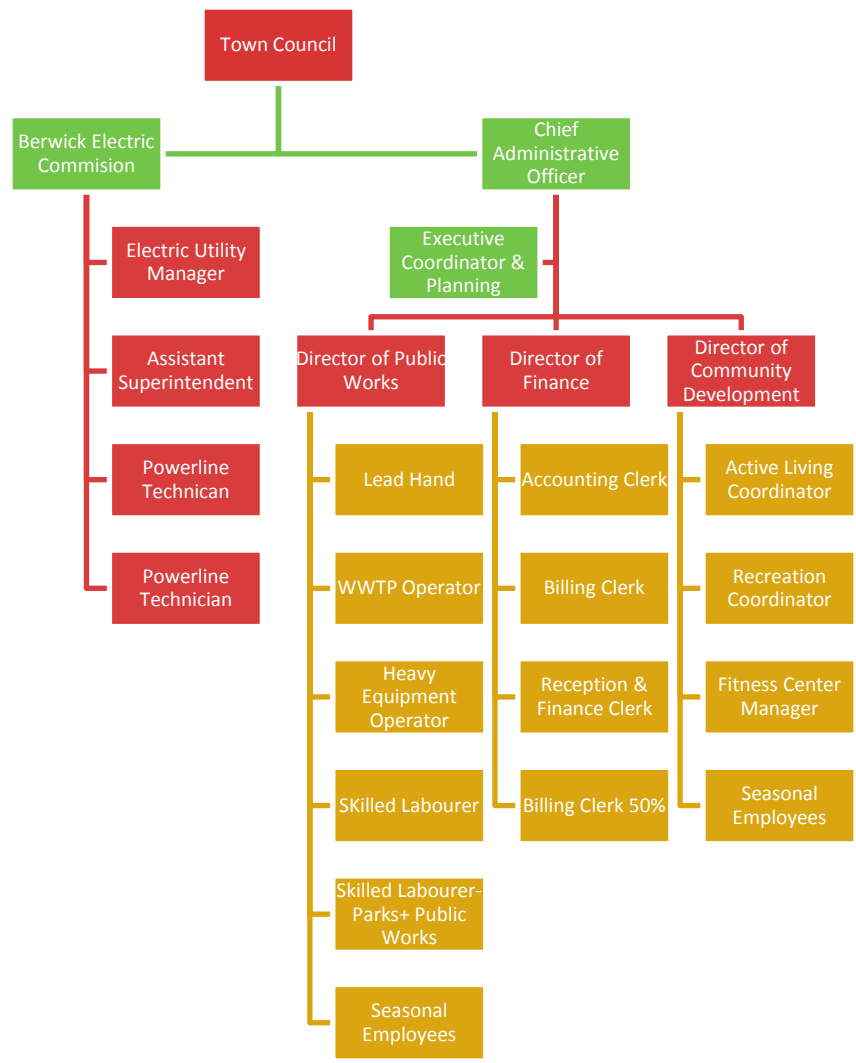 Town Council
Berwick Electric
Commision
Chief
Administrative
Officer
Electric Utility
Manager
Executive
Coordinator &
Planning
Assistant
Superintendent
Director of Public
Works
Director of
Finance
Director of
Community
Development
Powerline
Technican
Lead Hand
Accounting Clerk
Active Living
Coordinator
Powerline
Technician
WWTP Operator
Billing Clerk
Recreation
Coordinator
Heavy
Equipment
Operator
Reception &
Finance Clerk
Fitness Center
Manager
SKilled Labourer
Billing Clerk 50%
Seasonal
Employees
Skilled Labourer-
Parks+ Public
Works
Seasonal
Employees